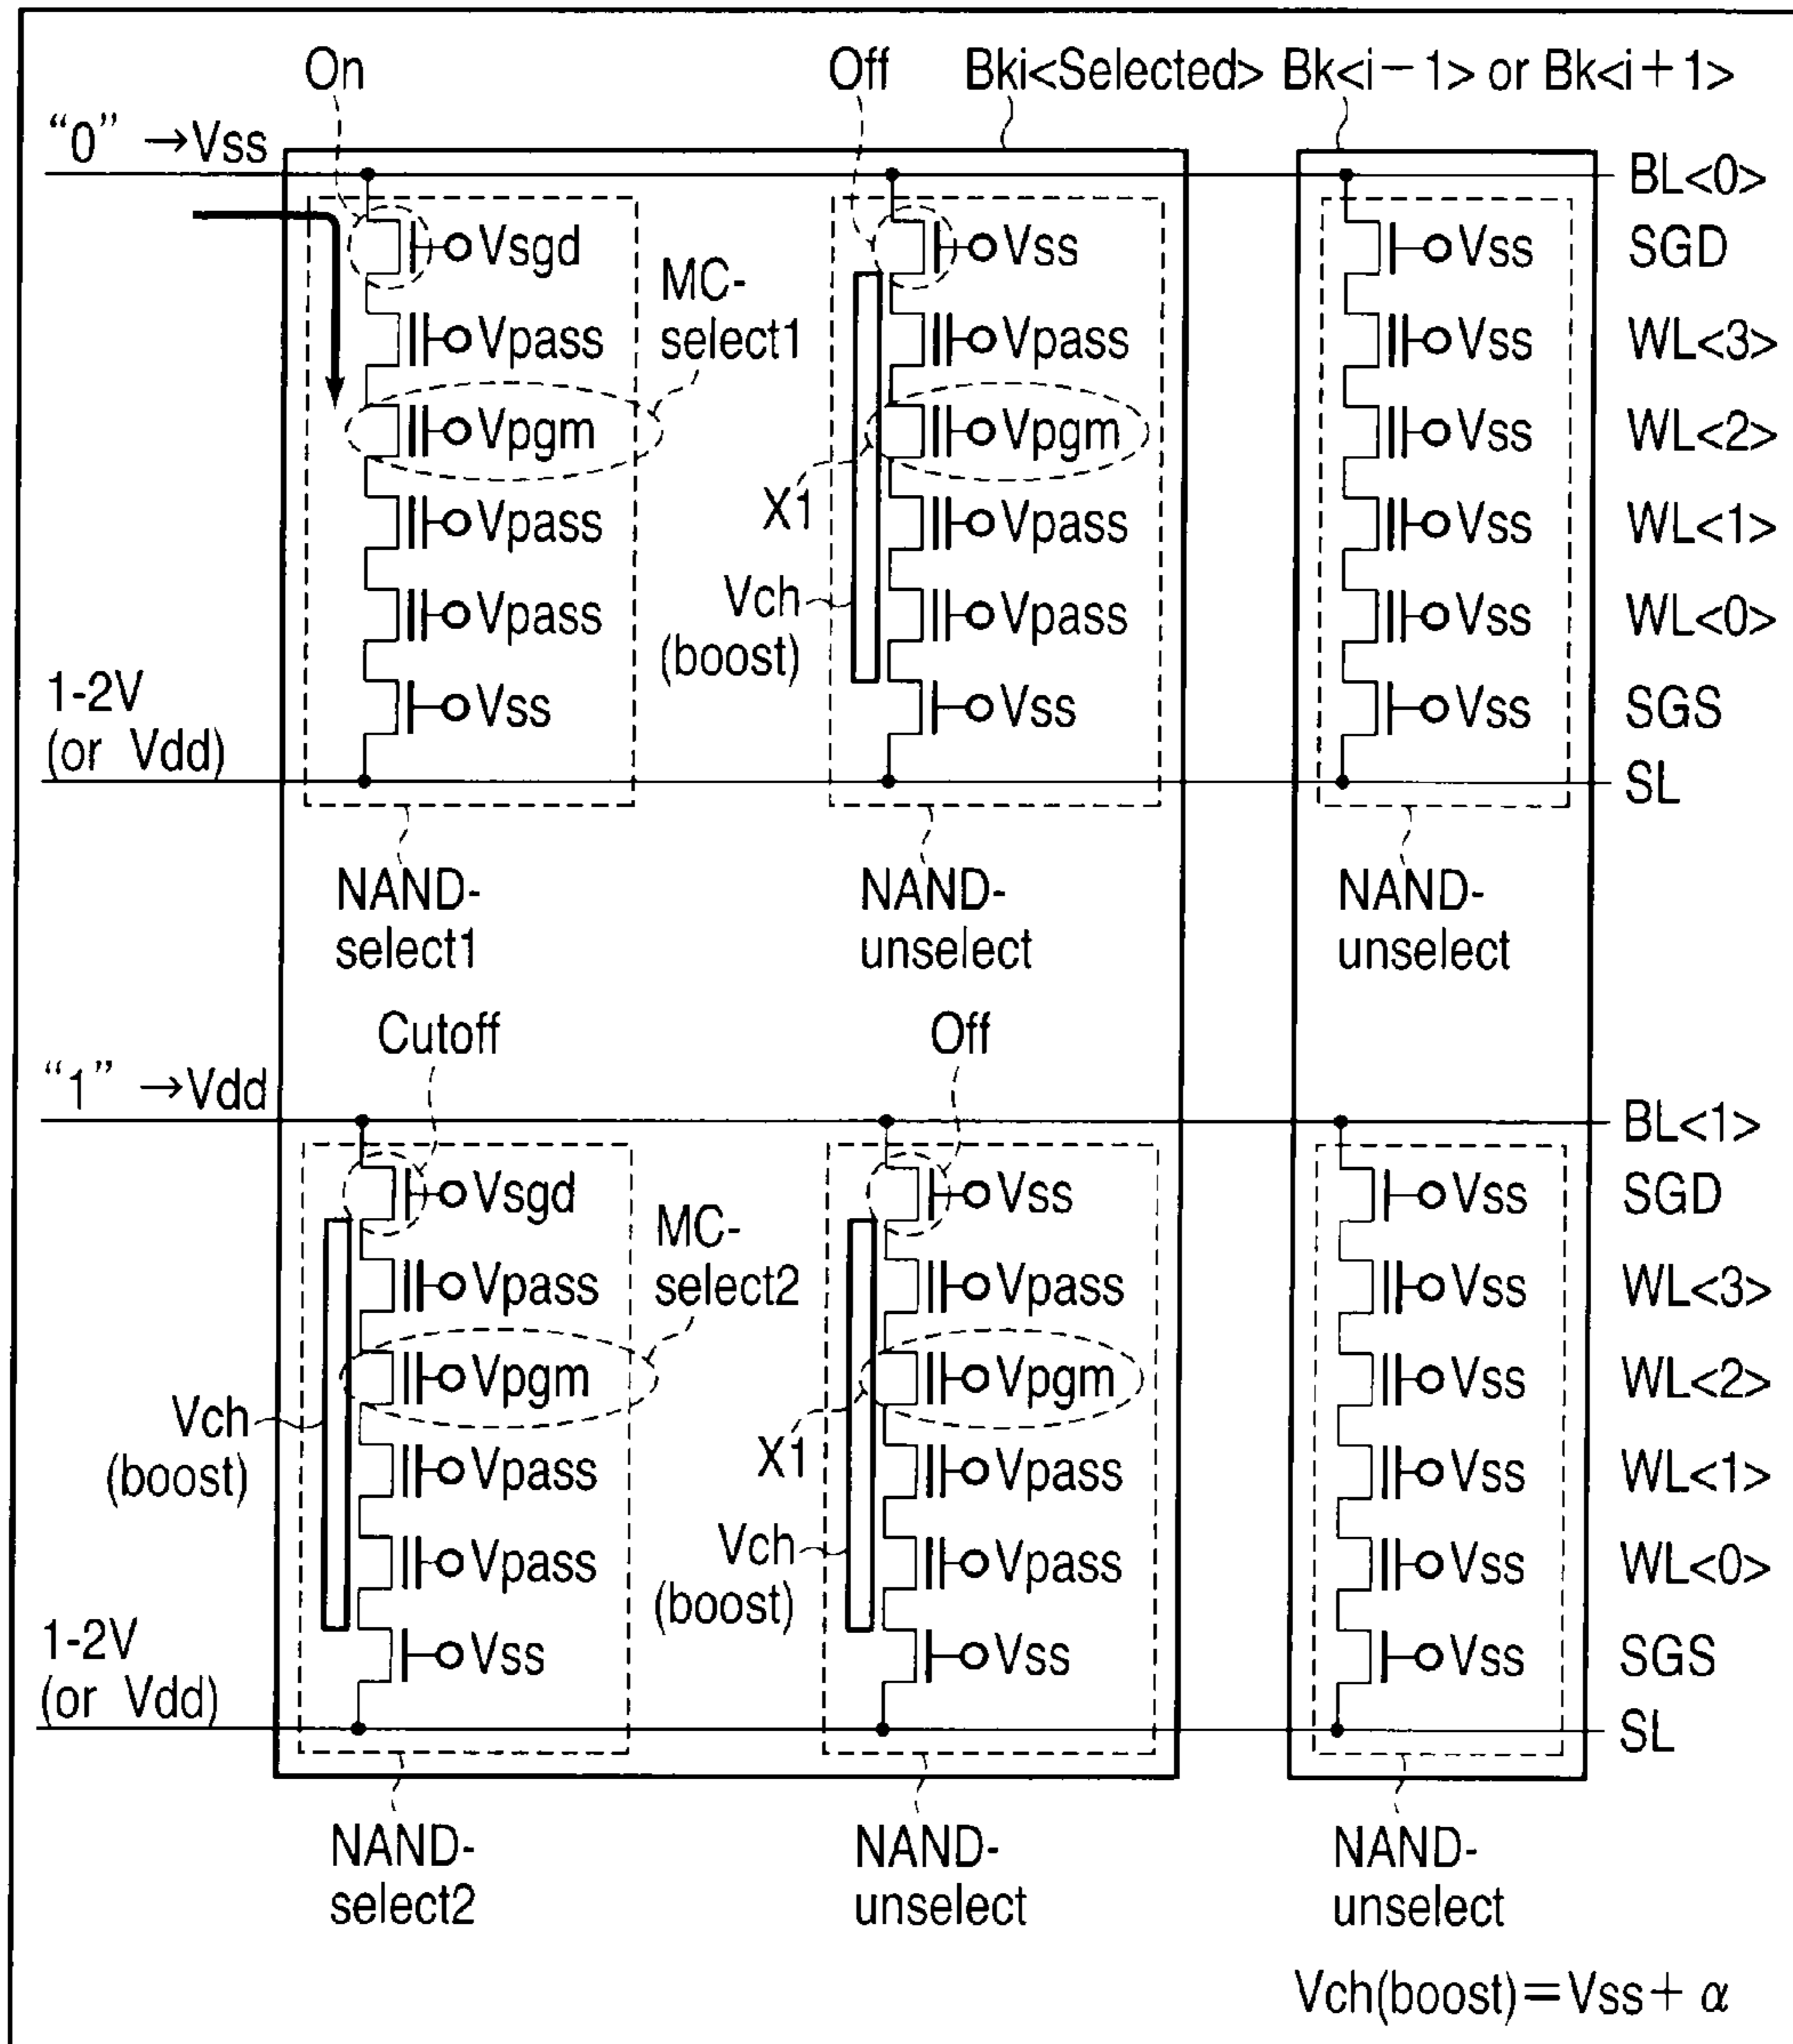 On Off Bki<Selected> Bk<i−1> or Bk<i+1>
“0” →Vss
BL<0>
Vsgd Vss Vss SGD
MC-
select1
Vpass Vpass Vss WL<3>
Vpgm Vpgm Vss WL<2>
X1
Vpass Vpass Vss WL<1>
Vch
(boost)
Vpass Vpass Vss WL<0>
1-2V
(or Vdd)
Vss Vss Vss SGS
SL
NAND-
select1
NAND-
unselect
NAND-
unselect
Cutoff Off
“1” →Vdd
BL<1>
Vsgd Vss Vss SGD
MC-
select2
Vpass Vpass Vss WL<3>
Vpgm Vpgm Vss WL<2>
Vch
(boost)
X1
Vpass Vpass Vss WL<1>
Vch
(boost)
Vpass Vpass Vss WL<0>
1-2V
(or Vdd)
Vss Vss Vss SGS
SL
NAND-
select2
NAND-
unselect
NAND-
unselect
Vch(boost)=Vss+ α